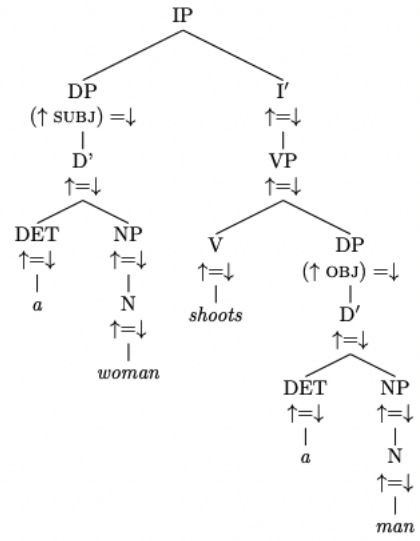 IP
DP I′
(↑ SUBJ) =↓ ↑=↓
D’ VP
↑=↓ ↑=↓
DET NP V DP
↑=↓ ↑=↓ ↑=↓ (↑ OBJ) =↓
a N shoots D′
↑=↓ ↑=↓
woman
DET NP
↑=↓ ↑=↓
a N
↑=↓
man